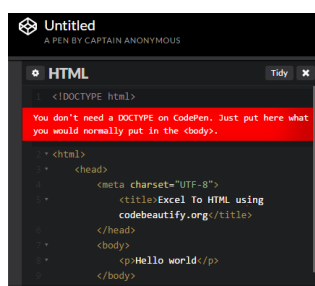 Untitled
A PEN BY CAPTAIN ANONYMOUS
HTML Tidy
1 <!DOCTYPE html>
You don't need a DOCTYPE on CodePen. Just put here what
you would normally put in the <body>.
2 <html>
3 <head>
4 <meta charset="UTF-8">
5 <title>Excel To HTML using
codebeautify.org</title>
6 </head>
7 <body>
8 <p>Hello world</p>
9 </body>